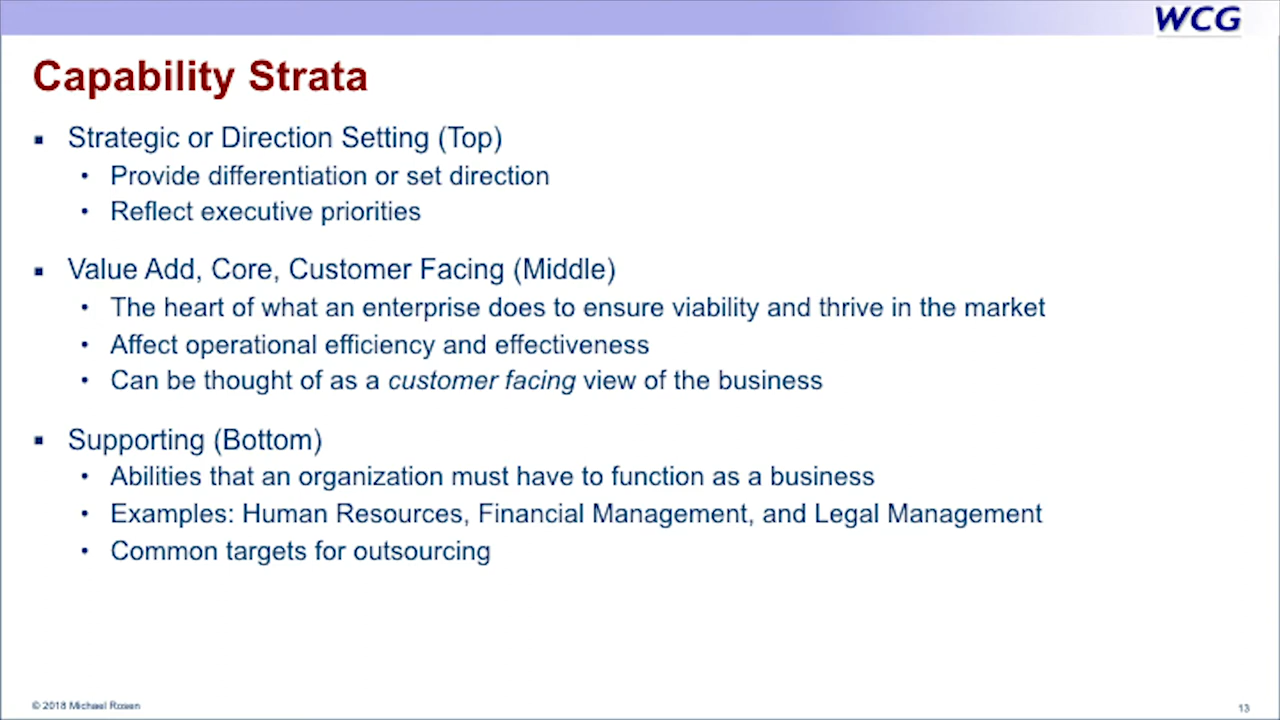 WCG
Capability Strata
▪ Strategic or Direction Setting (Top)
• Provide differentiation or set direction
• Reflect executive priorities
▪ Value Add, Core, Customer Facing (Middle)
• The heart of what an enterprise does to ensure viability and thrive in the market
• Affect operational efficiency and effectiveness
• Can be thought of as a customer facing view of the business
▪ Supporting (Bottom)
• Abilities that an organization must have to function as a business
• Examples: Human Resources, Financial Management, and Legal Management
• Common targets for outsourcing
© 2018 Michael Rosen
13